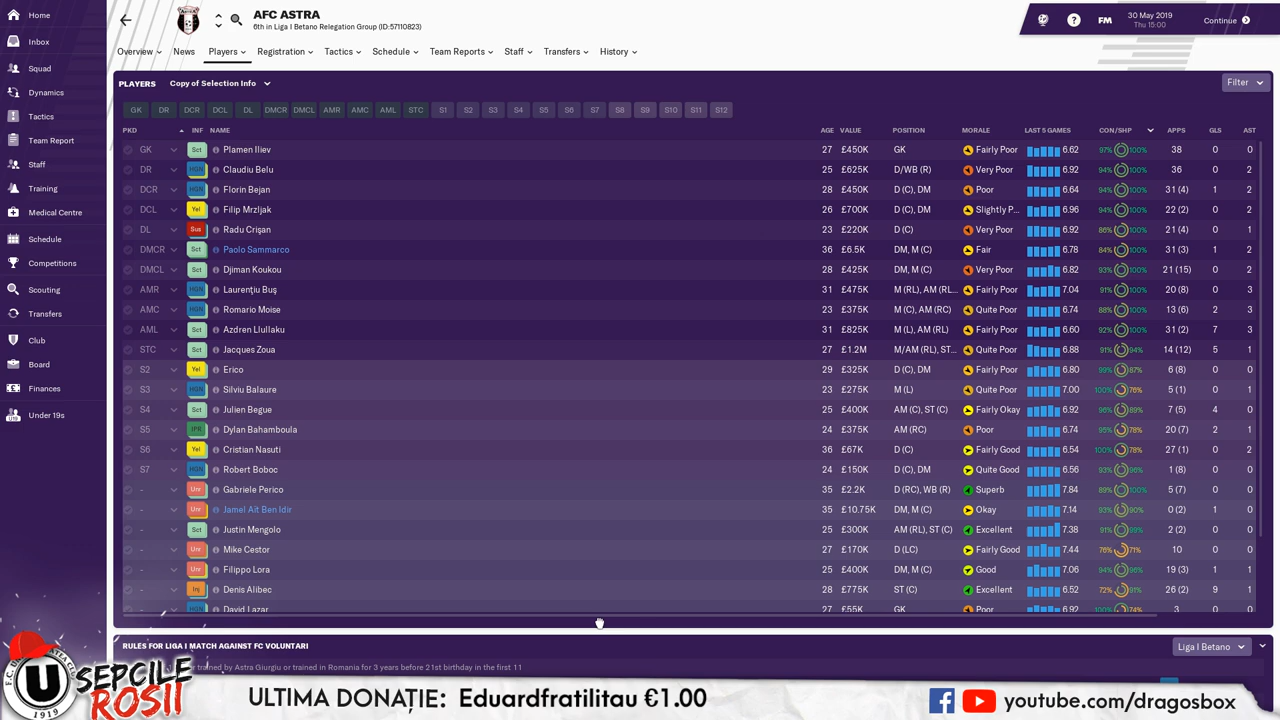 Home
Inbox
Squad
Dynamics
Tactics
Team Report
Staff
Training
Medical Centre
Schedule
Competitions
Scouting
Transfers
Club
Board
Finances
Under 19s
AFC ASTRA
6th in Liga I Betano Relegation Group (ID:57110823)
FM
30 May 2019
Thu 15:00
Continue
Overview News Players Registration Tactics Schedule Team Reports Staff Transfers History
PLAYERS Copy of Selection Info Filter
GK DR DCR DCL DL DMCR DMCL AMR AMC AML STC S1 S2 S3 S4 S5 S6 S7 S8 S9 S10 S11 S12
PKD INF NAME AGE VALUE POSITION MORALE LAST 5 GAMES CON/SHP APPS GLS AST
GK Sct Plamen Iliev 27 £450K GK Fairly Poor 6.62 97% 100% 38 0 0
DR HGN Claudiu Belu 25 £625K D/WB (R) Very Poor 6.92 94% 100% 36 0 2
DCR HGN Florin Bejan 28 £450K D (C), DM Poor 6.64 94% 100% 31 (4) 1 2
DCL Yel Filip Mrzljak 26 £700K D (C), DM Slightly P... 6.96 94% 100% 22 (2) 0 2
DL Sus Radu Crișan 23 £220K D (C) Very Poor 6.92 86% 100% 21 (4) 0 1
DMCR Sct Paolo Sammarco 36 £6.5K DM, M (C) Fair 6.78 84% 100% 31 (3) 1 2
DMCL Sct Djiman Koukou 28 £425K DM, M (C) Very Poor 6.82 93% 100% 21 (15) 0 2
AMR HGN Laurențiu Buș 31 £475K M (RL), AM (RL... Fairly Poor 7.04 91% 100% 20 (8) 0 3
AMC HGN Romario Moise 23 £375K M (C), AM (RC) Quite Poor 6.74 88% 100% 13 (6) 2 3
AML Sct Azdren Llullaku 31 £825K M (L), AM (RL) Fairly Poor 6.60 92% 100% 31 (2) 7 3
STC Sct Jacques Zoua 27 £1.2M M/AM (RL), ST... Quite Poor 6.88 91% 94% 14 (12) 5 1
S2 Yel Erico 29 £325K D (C), DM Fairly Poor 6.80 99% 87% 6 (8) 0 0
S3 HGN Silviu Balaure 23 £275K M (L) Quite Poor 7.00 100% 76% 5 (1) 0 1
S4 Sct Julien Begue 25 £400K AM (C), ST (C) Fairly Okay 6.92 96% 89% 7 (5) 4 0
S5 IPR Dylan Bahamboula 24 £375K AM (RC) Poor 6.74 95% 78% 20 (7) 2 1
S6 Yel Cristian Nasuti 36 £67K D (C) Fairly Good 6.54 100% 78% 27 (1) 0 2
S7 HGN Robert Boboc 24 £150K D (C), DM Quite Good 6.56 93% 96% 1 (8) 0 0
- Unr Gabriele Perico 35 £2.2K D (RC), WB (R) Superb 7.84 89% 100% 5 (7) 0 0
- Unr Jamel Aït Ben Idir 35 £10.75K DM, M (C) Okay 7.14 93% 90% 0 (2) 1 0
- Sct Justin Mengolo 25 £300K AM (RL), ST (C) Excellent 7.38 91% 99% 2 (2) 0 0
- Unr Mike Cestor 27 £170K D (LC) Fairly Good 7.44 76% 71% 10 0 0
- Unr Filippo Lora 25 £400K DM, M (C) Good 7.06 94% 96% 19 (3) 1 1
- Inj Denis Alibec 28 £775K ST (C) Excellent 6.52 72% 91% 26 (2) 9 1
- HGN David Lazar 27 £55K GK Poor 6.92 100% 74% 3 0 0
RULES FOR LIGA I MATCH AGAINST FC VOLUNTARI Liga I Betano
trained by Astra Giurgiu or trained in Romania for 3 years before 21st birthday in the first 11
U
1919
SEPCILE
ROSII
ULTIMA DONAȚIE: Eduardfratilitau €1.00
youtube.com/dragosbox